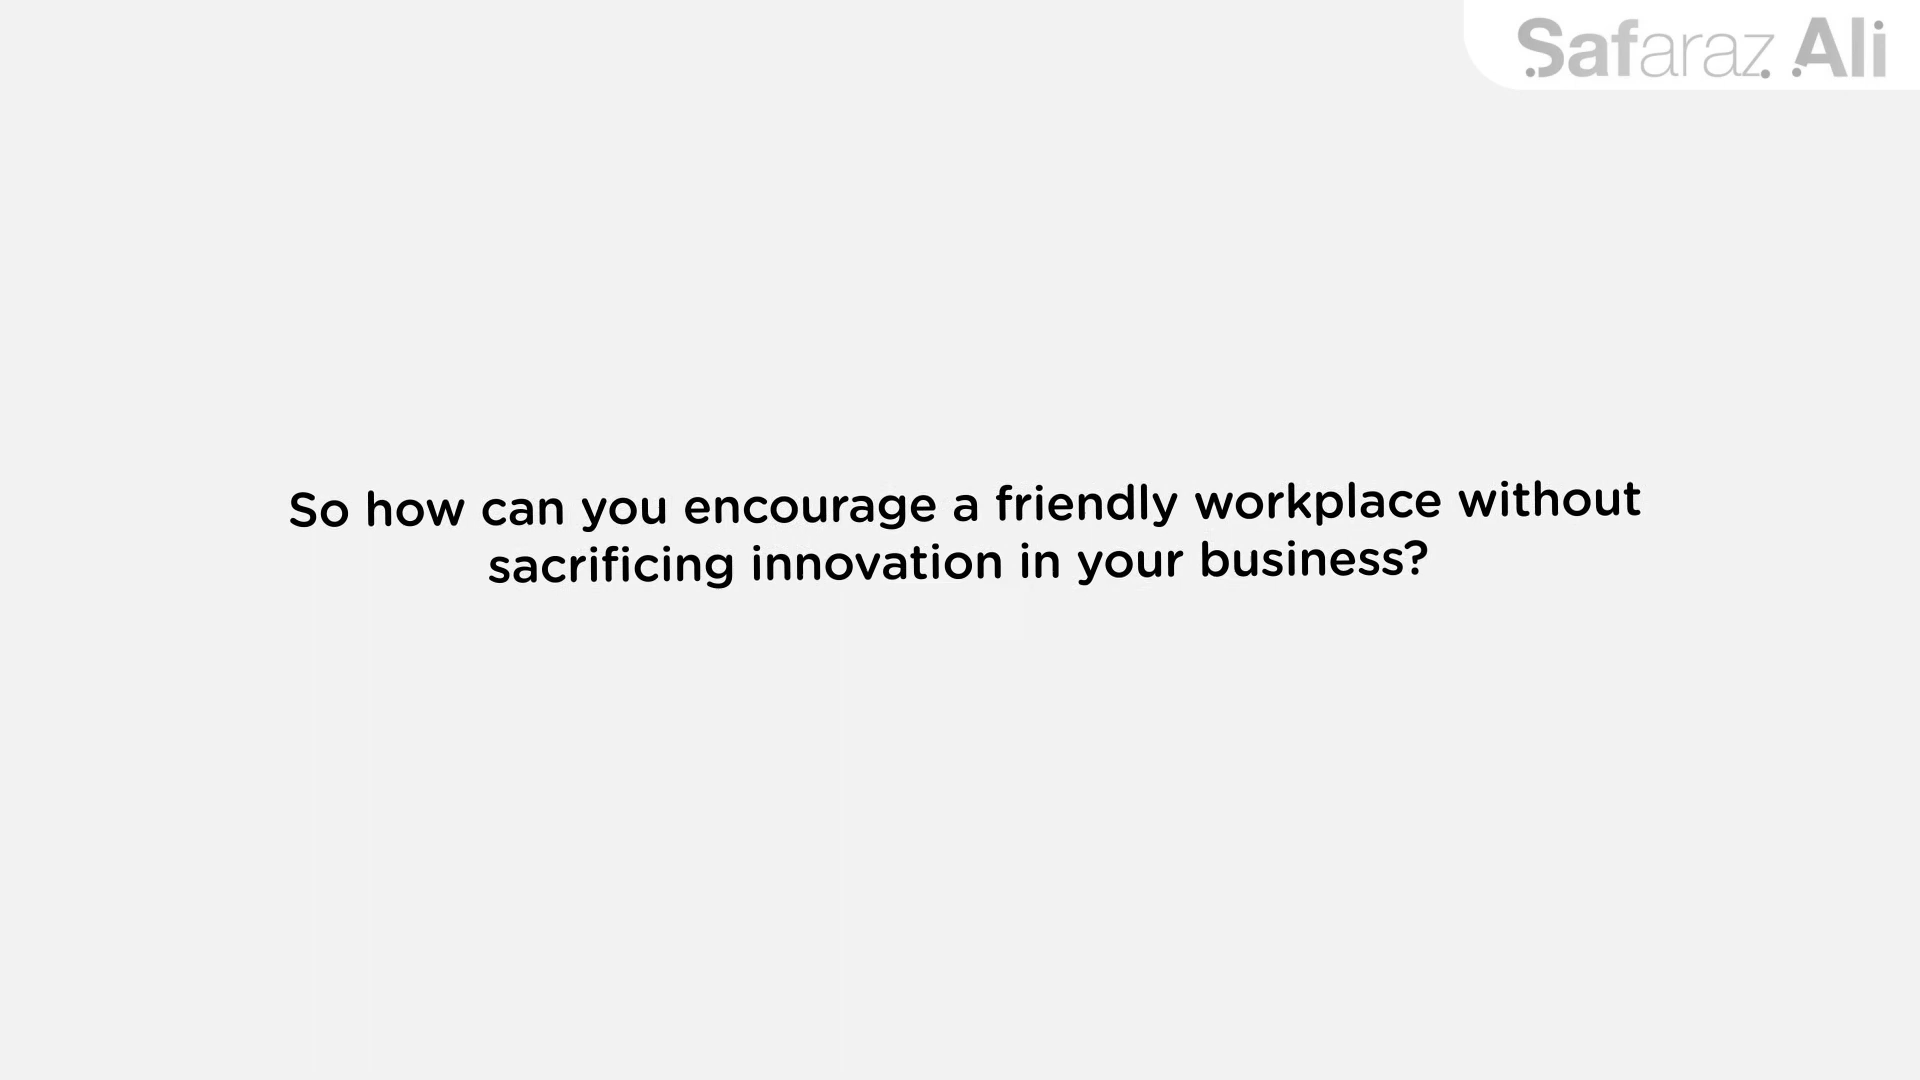 Safaraz Ali
So how can you encourage a friendly workplace without
sacrificing innovation in your business?